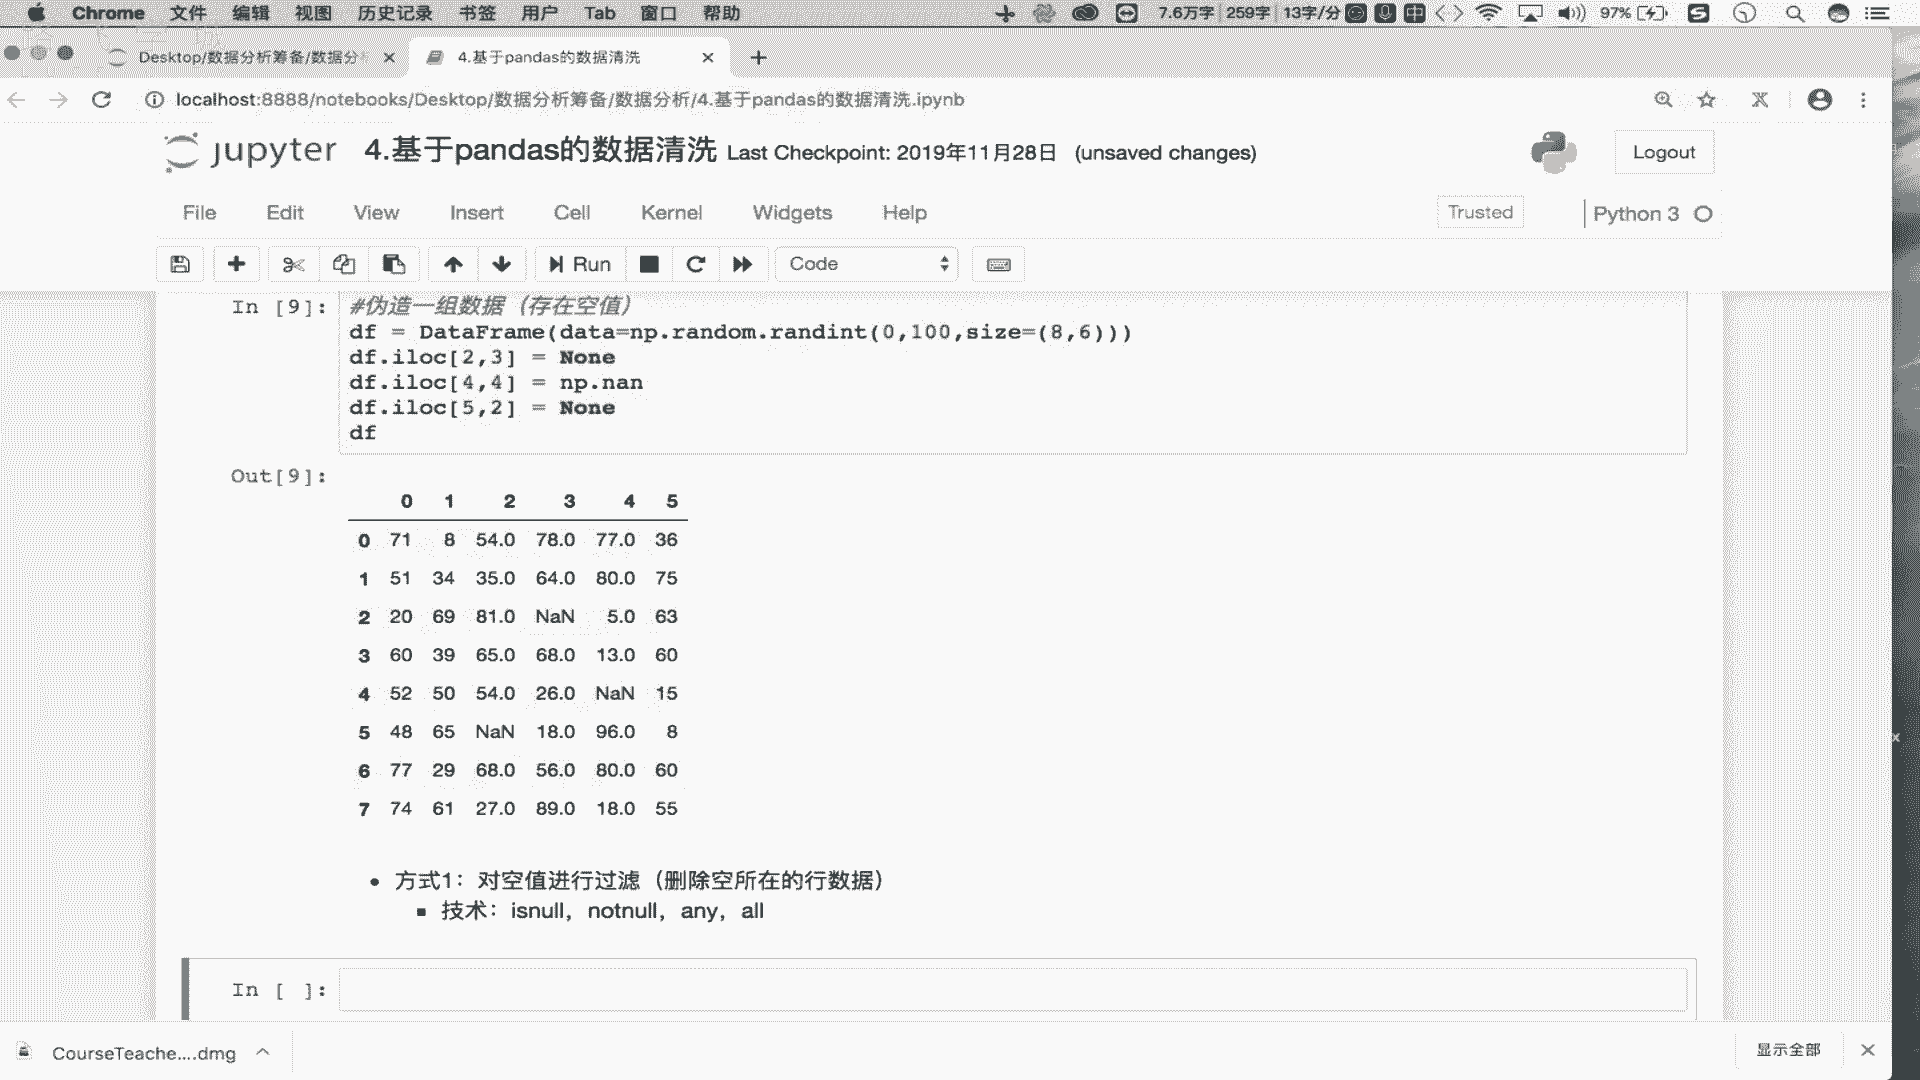 Chrome 文件 编辑 视图 历史记录 书签 用户 Tab 窗口 帮助 7.6万字 259字 13字/分 中 97%
Desktop/数据分析筹备/数据分 4.基于pandas的数据清洗
localhost:8888/notebooks/Desktop/数据分析筹备/数据分析/4.基于pandas的数据清洗.ipynb
jupyter 4.基于pandas的数据清洗 Last Checkpoint: 2019年11月28日 (unsaved changes) Logout
File Edit View Insert Cell Kernel Widgets Help Trusted Python 3
Run Code
In [9]: #伪造一组数据（存在空值）
df = DataFrame(data=np.random.randint(0,100,size=(8,6)))
df.iloc[2,3] = None
df.iloc[4,4] = np.nan
df.iloc[5,2] = None
df
Out[9]:
0 1 2 3 4 5
0 71 8 54.0 78.0 77.0 36
1 51 34 35.0 64.0 80.0 75
2 20 69 81.0 NaN 5.0 63
3 60 39 65.0 68.0 13.0 60
4 52 50 54.0 26.0 NaN 15
5 48 65 NaN 18.0 96.0 8
6 77 29 68.0 56.0 80.0 60
7 74 61 27.0 89.0 18.0 55
• 方式1：对空值进行过滤（删除空所在的行数据）
▪ 技术：isnull，notnull，any，all
In [ ]:
CourseTeache....dmg 显示全部